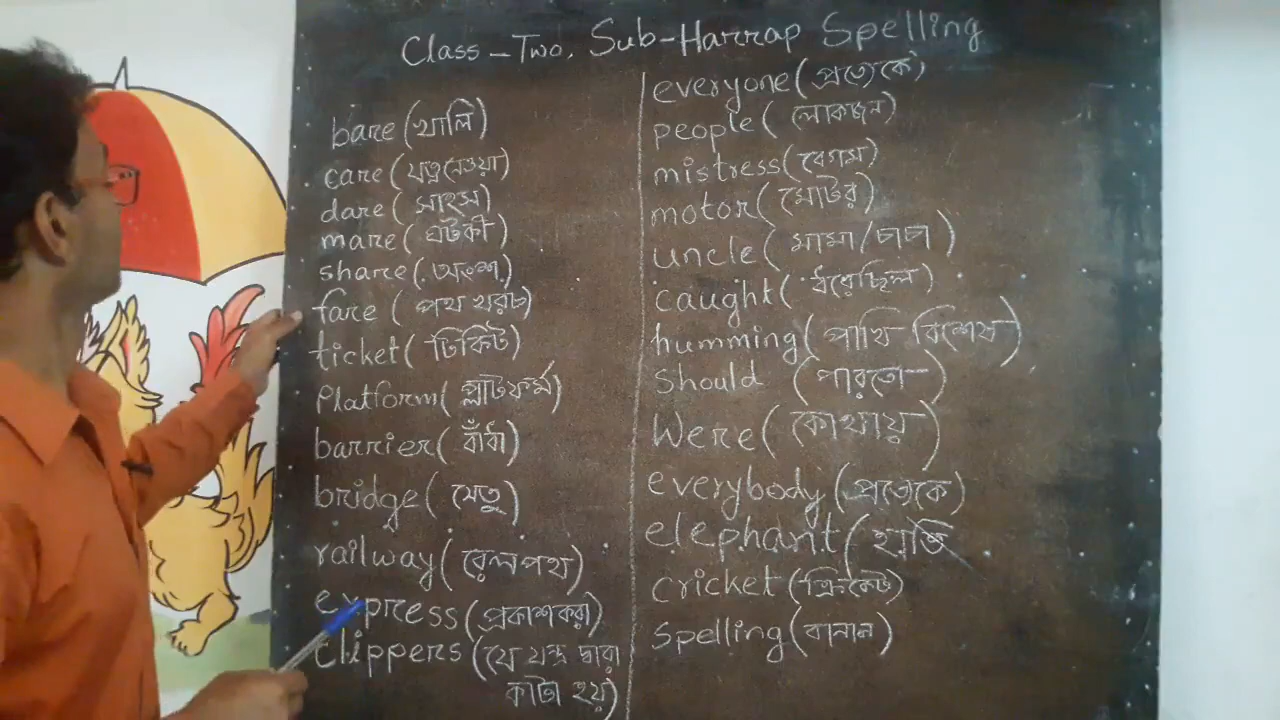 Class - Two, Sub-Harrap Spelling
bare (খালি)
care (যত্ন নেওয়া)
dare (সাহস)
mare (ঘটকী)
share (অংশ)
fare (পথ খরচ)
ticket (টিকিট)
Platform (প্লাটফর্ম)
barrier (বাঁধা)
bridge (সেতু)
railway (রেলপথ)
express (প্রকাশ করা)
Clippers (যে যন্ত্র দ্বারা
কাটা হয়)
everyone (প্রত্যেকে)
people (লোকজন)
mistress (বেগম)
motor (মোটর)
uncle (মামা/চাচা)
caught (ধরেছিল)
humming (পাখি বিশেষ)
Should (পারতো)
Were (কোথায়)
everybody (প্রত্যেকে)
elephant (হাতি)
cricket (ক্রিকেট)
Spelling (বানান)